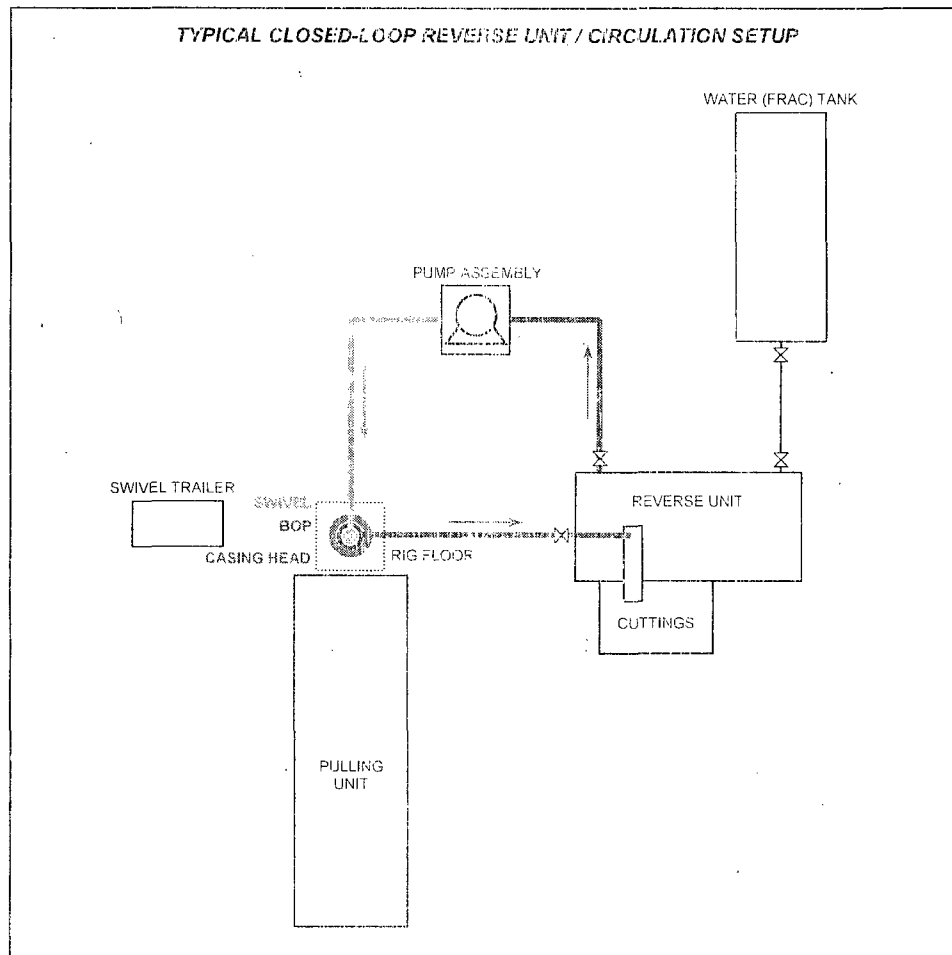 TYPICAL CLOSED-LOOP REVERSE UNIT / CIRCULATION SETUP
WATER (FRAC) TANK
PUMP ASSEMBLY
SWIVEL TRAILER
SWIVEL
BOP
CASING HEAD
RIG FLOOR
REVERSE UNIT
CUTTINGS
PULLING
UNIT